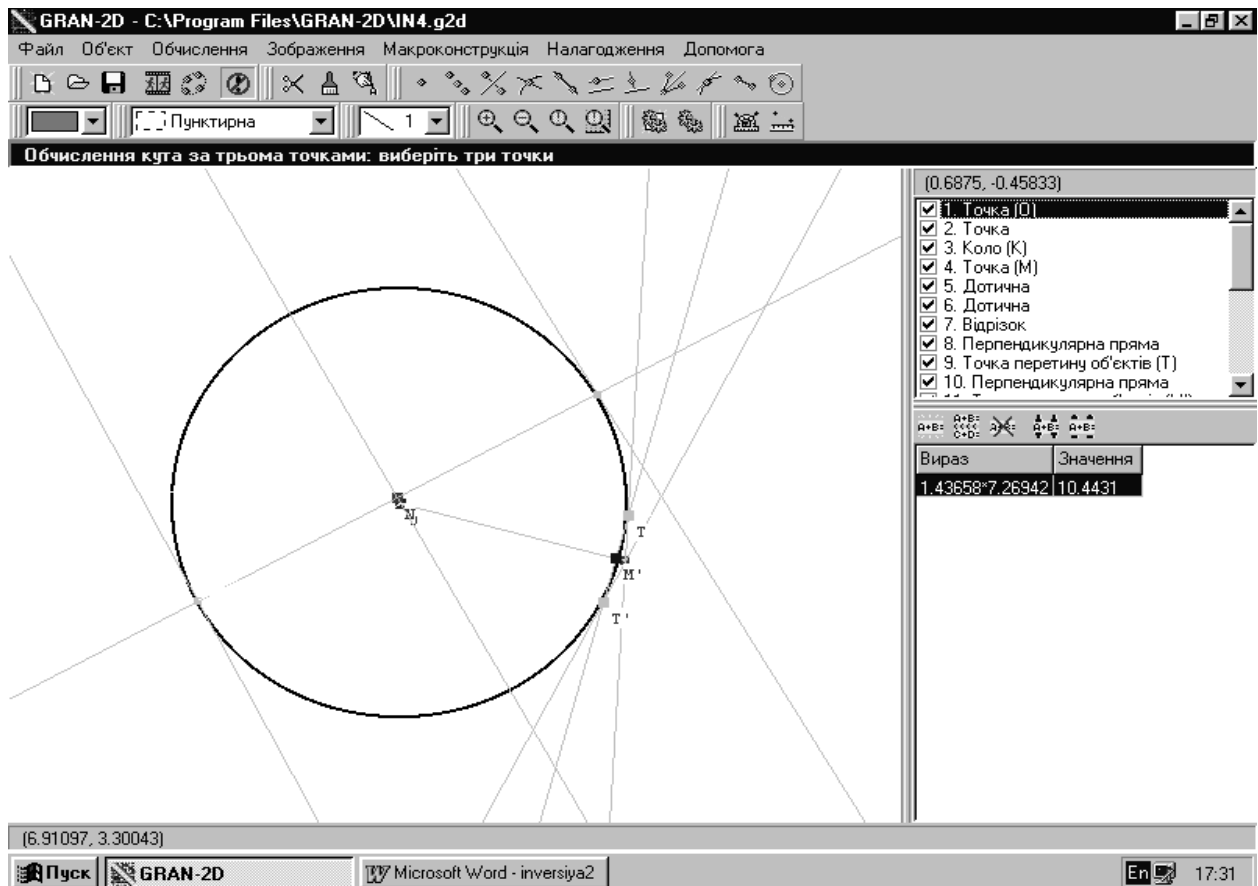 GRAN-2D - C:\Program Files\GRAN-2D\IN4.g2d
Файл Об'єкт Обчислення Зображення Макроконструкція Налагодження Допомога
Пунктирна 1
Обчислення кута за трьома точками: виберіть три точки
(0.6875, -0.45833)
1. Точка (O)
2. Точка
3. Коло (K)
4. Точка (M)
5. Дотична
6. Дотична
7. Відрізок
8. Перпендикулярна пряма
9. Точка перетину об'єктів (T)
10. Перпендикулярна пряма
Вираз Значення
1.43658*7.26942 10.4431
T
M'
T'
(6.91097, 3.30043)
Пуск GRAN-2D Microsoft Word - inversiya2 En 17:31